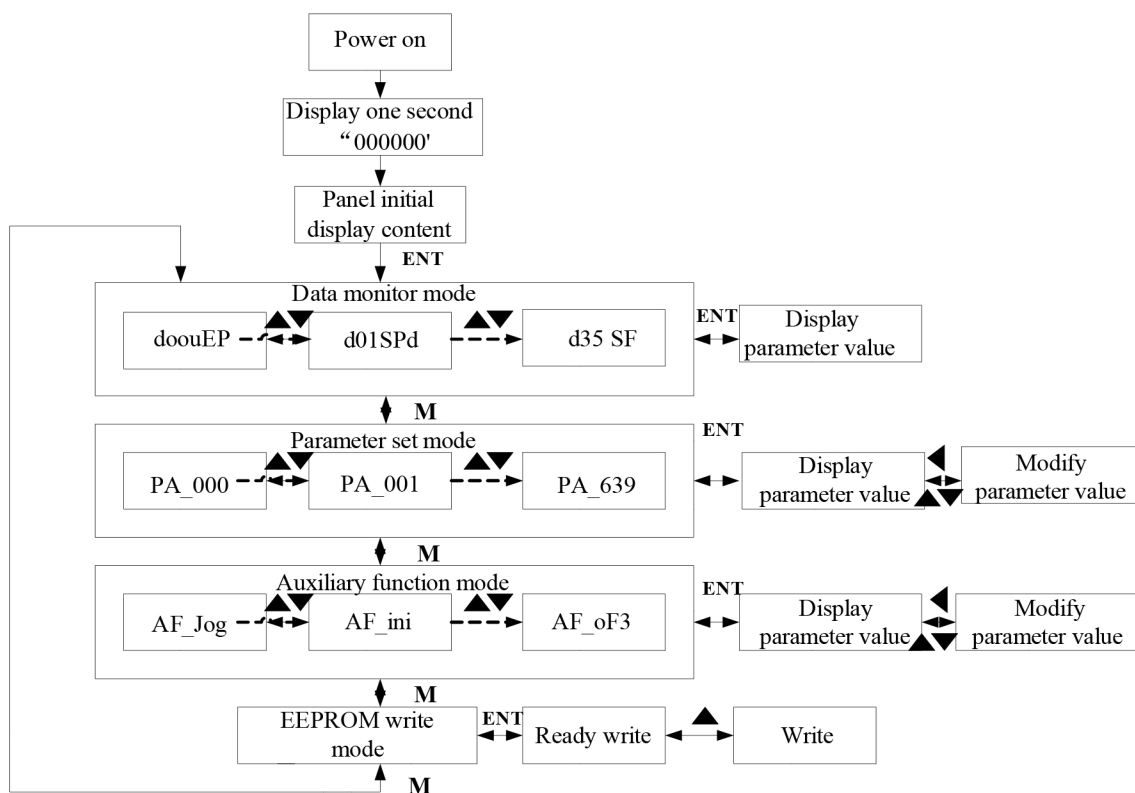 Power on
Display one second
“000000'
Panel initial
display content
ENT
Data monitor mode
doouEP
d01SPd
d35 SF
ENT
Display
parameter value
M
Parameter set mode
PA_000
PA_001
PA_639
ENT
Display
parameter value
Modify
parameter value
M
Auxiliary function mode
AF_Jog
AF_ini
AF_oF3
ENT
Display
parameter value
Modify
parameter value
M
EEPROM write
mode
ENT
Ready write
Write
M